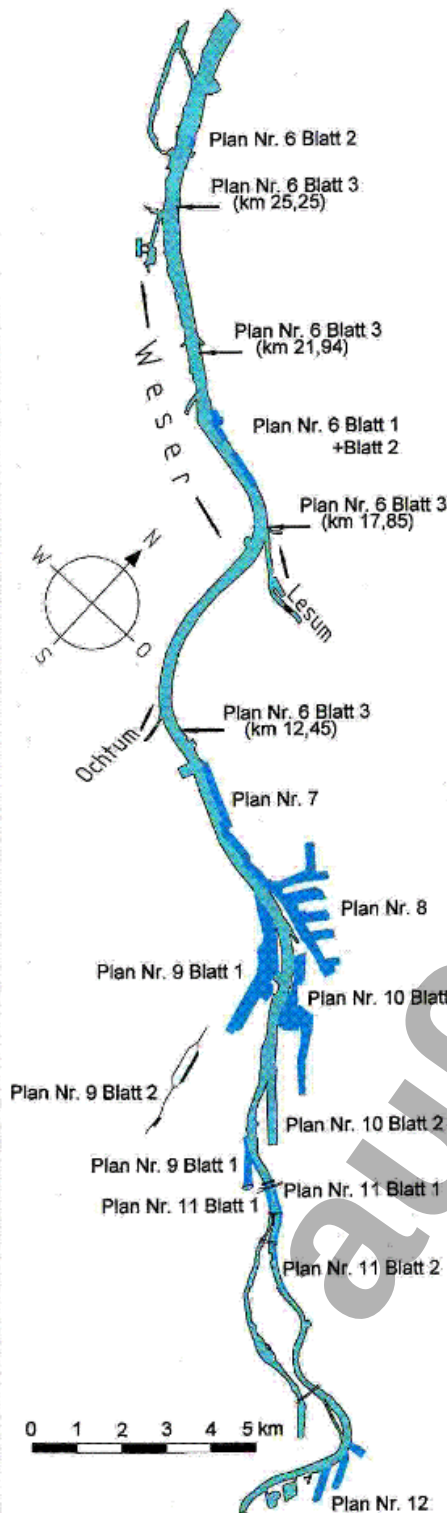 Plan Nr. 6 Blatt 2
Plan Nr. 6 Blatt 3
(km 25,25)
Plan Nr. 6 Blatt 3
(km 21,94)
Weser
Plan Nr. 6 Blatt 1
+Blatt 2
Plan Nr. 6 Blatt 3
(km 17,85)
N
W
S
O
Lesum
Plan Nr. 6 Blatt 3
(km 12,45)
Ochtum
Plan Nr. 7
Plan Nr. 8
Plan Nr. 9 Blatt 1
Plan Nr. 10 Blatt
Plan Nr. 9 Blatt 2
Plan Nr. 10 Blatt 2
Plan Nr. 9 Blatt 1
Plan Nr. 11 Blatt 1
Plan Nr. 11 Blatt 1
Plan Nr. 11 Blatt 2
0 1 2 3 4 5 km
Plan Nr. 12